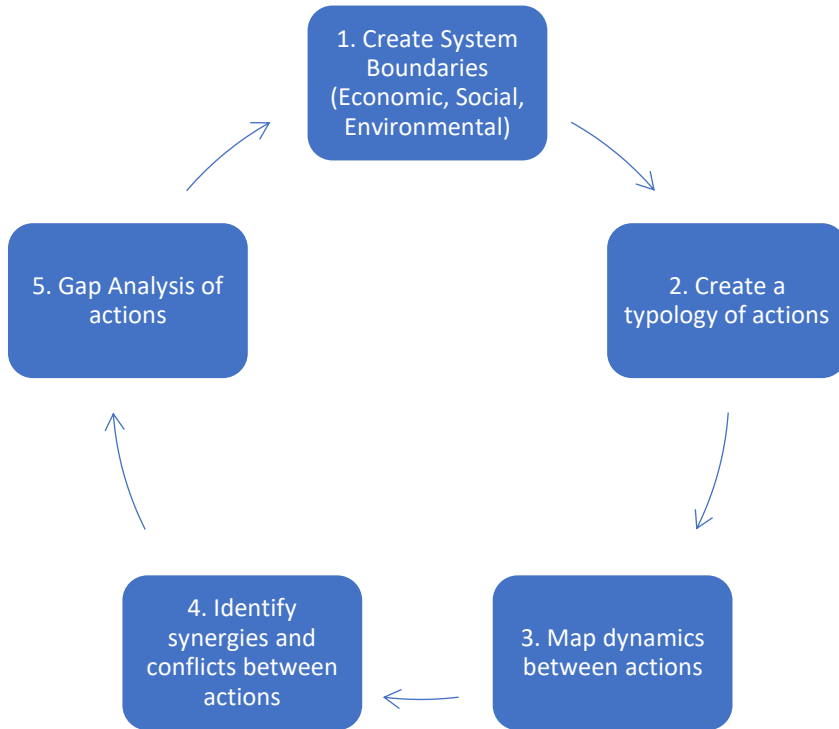 1. Create System
Boundaries
(Economic, Social,
Environmental)
2. Create a
typology of actions
3. Map dynamics
between actions
4. Identify
synergies and
conflicts between
actions
5. Gap Analysis of
actions